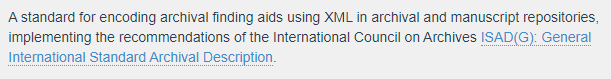 A standard for encoding archival finding aids using XML in archival and manuscript repositories,
implementing the recommendations of the International Council on Archives ISAD(G): General
International Standard Archival Description.